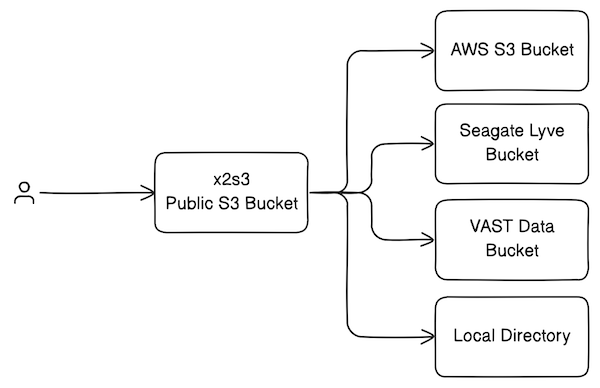 AWS S3 Bucket
Seagate Lyve
Bucket
x2s3
Public S3 Bucket
VAST Data
Bucket
Local Directory